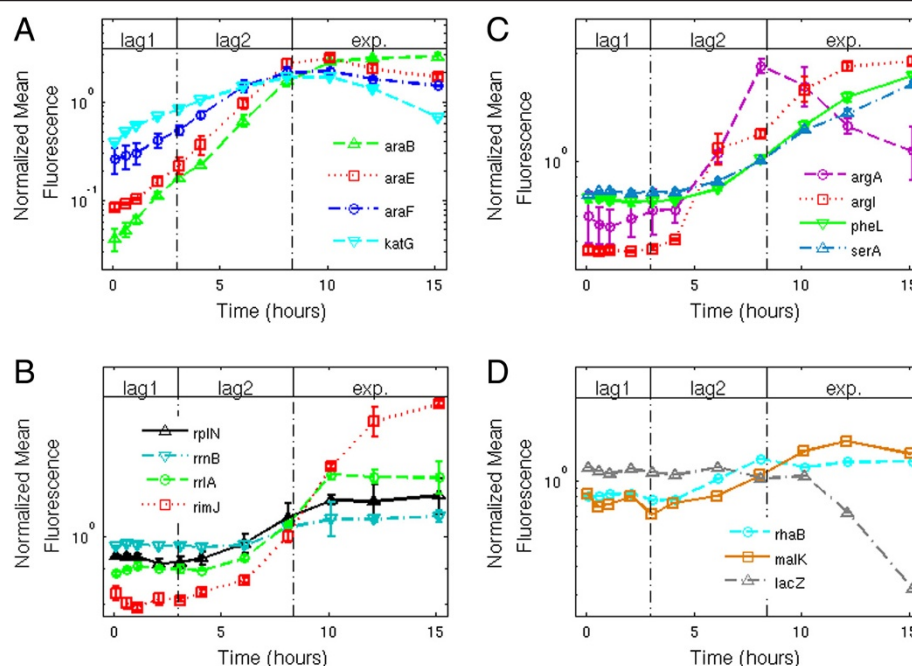 A
lag1 lag2 exp.
Normalized Mean
Fluorescence
10^0
10^-1
araB
araE
araF
katG
0 5 10 15
Time (hours)
B
lag1 lag2 exp.
Normalized Mean
Fluorescence
10^0
rplN
rrnB
rrlA
rimJ
0 5 10 15
Time (hours)
C
lag1 lag2 exp.
Normalized Mean
Fluorescence
10^0
argA
argI
pheL
serA
0 5 10 15
Time (hours)
D
lag1 lag2 exp.
Normalized Mean
Fluorescence
10^0
rhaB
malK
lacZ
0 5 10 15
Time (hours)